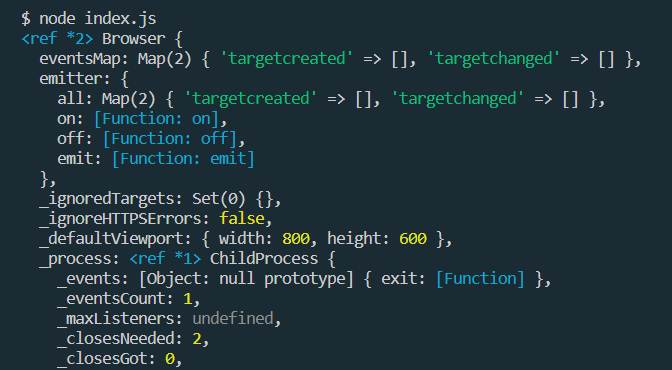 $ node index.js
<ref *2> Browser {
  eventsMap: Map(2) { 'targetcreated' => [], 'targetchanged' => [] },
  emitter: {
    all: Map(2) { 'targetcreated' => [], 'targetchanged' => [] },
    on: [Function: on],
    off: [Function: off],
    emit: [Function: emit]
  },
  _ignoredTargets: Set(0) {},
  _ignoreHTTPSErrors: false,
  _defaultViewport: { width: 800, height: 600 },
  _process: <ref *1> ChildProcess {
    _events: [Object: null prototype] { exit: [Function] },
    _eventsCount: 1,
    _maxListeners: undefined,
    _closesNeeded: 2,
    _closesGot: 0,